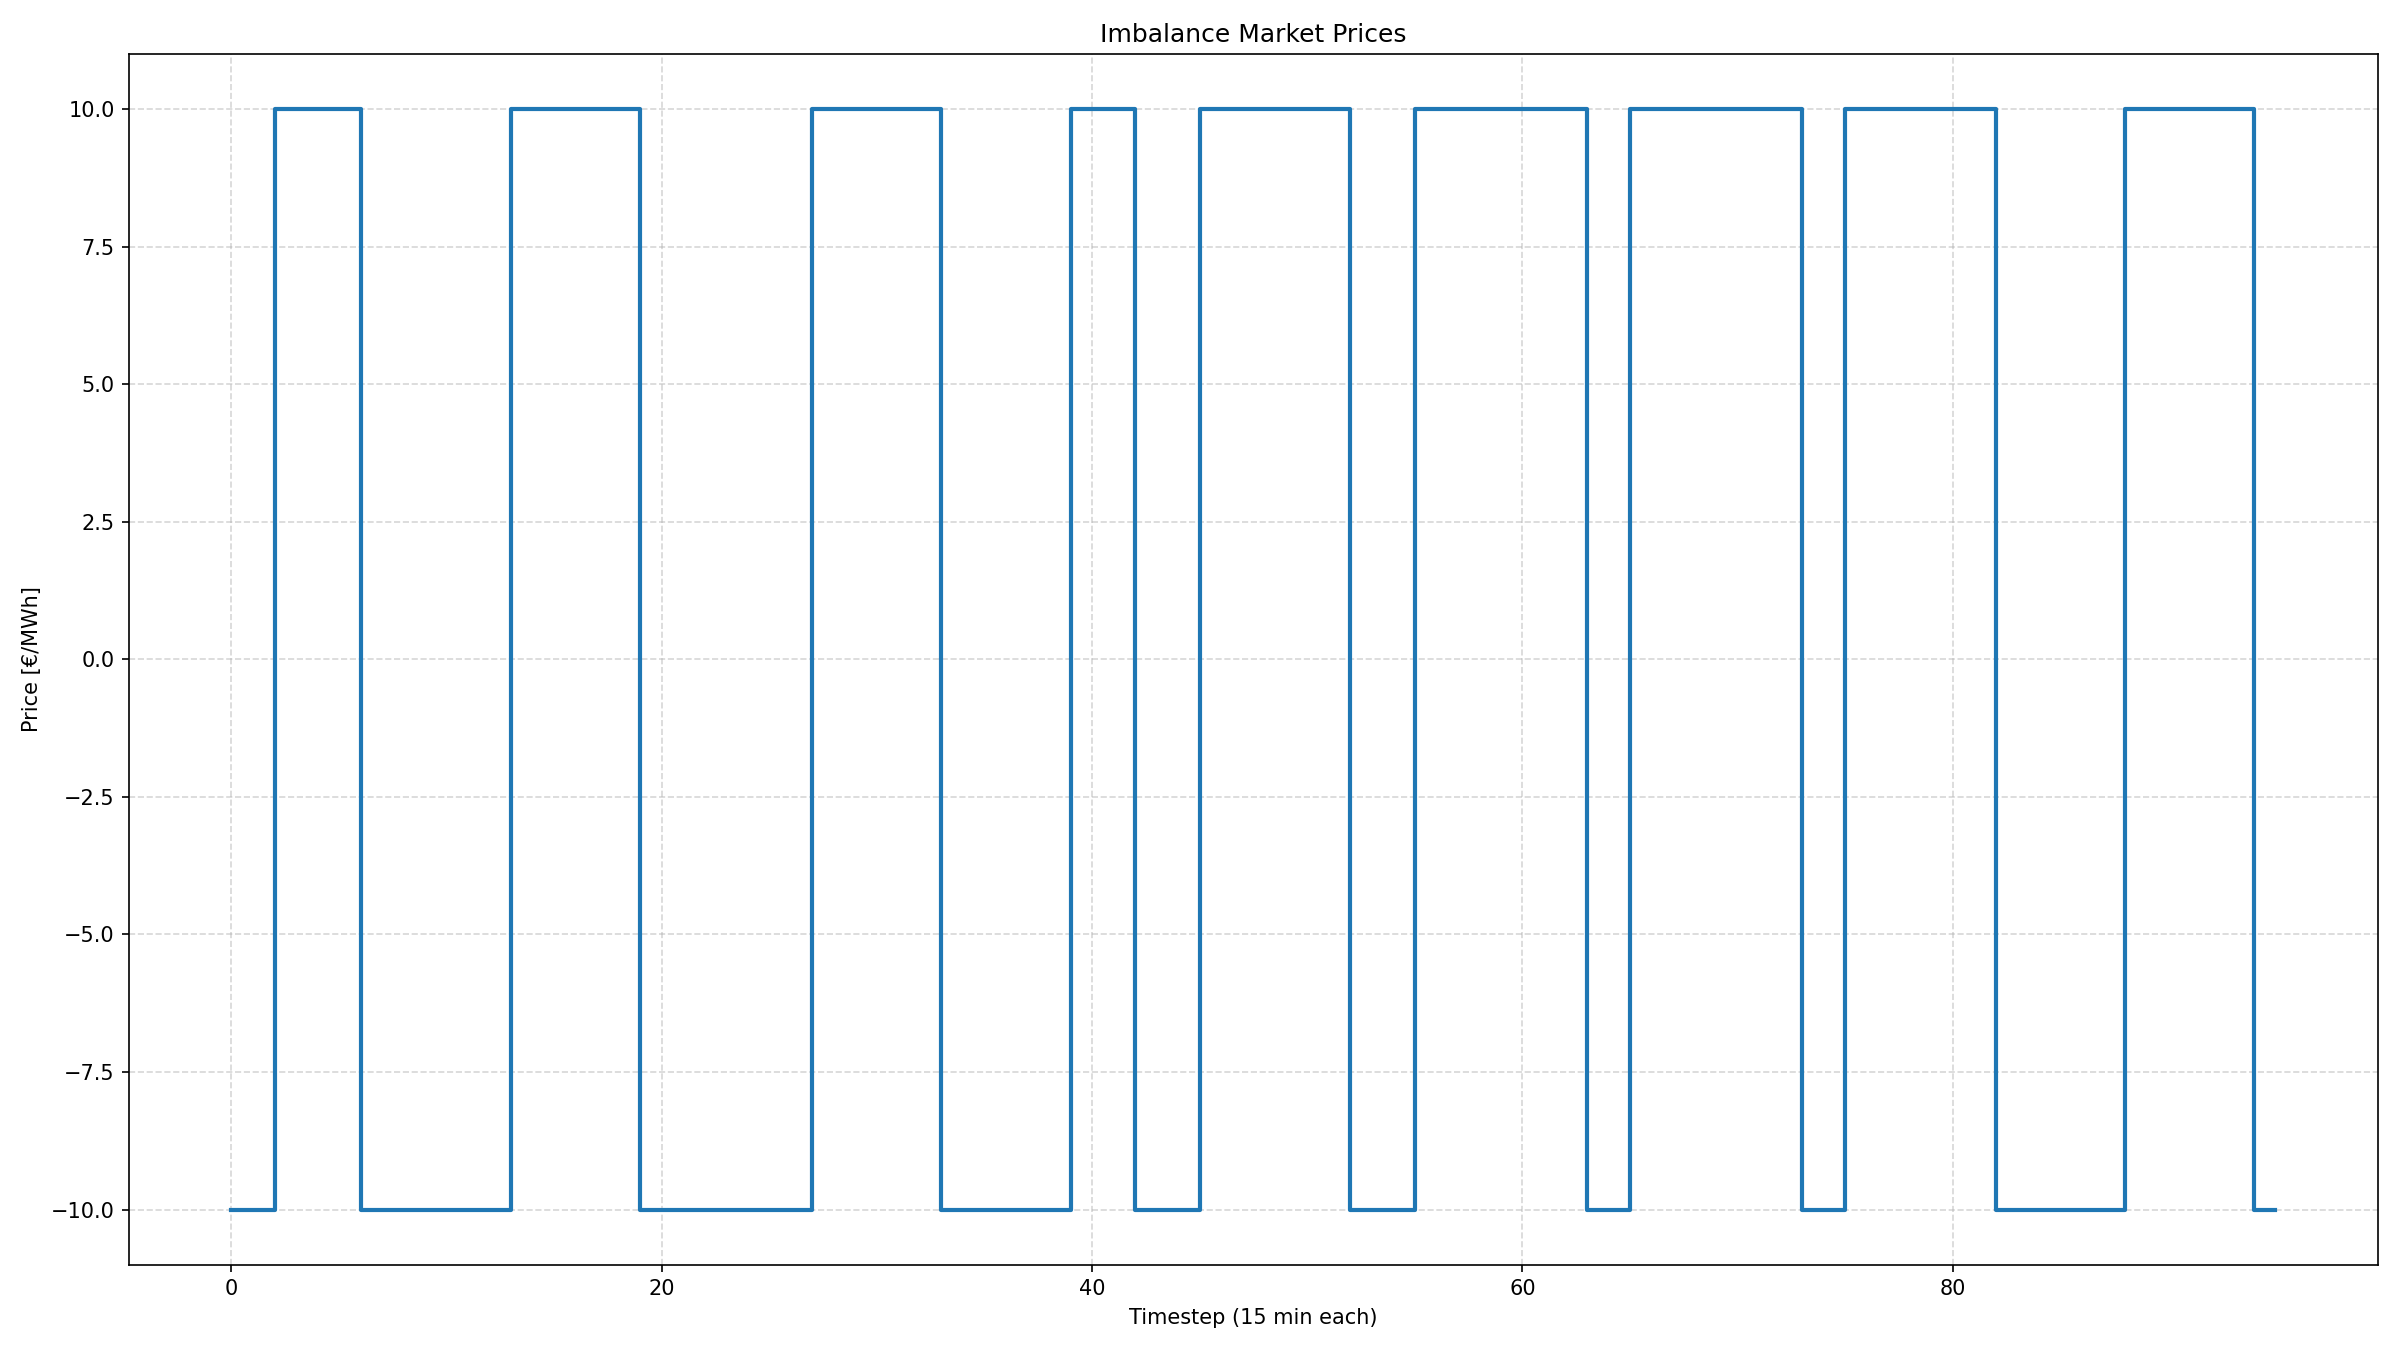 Imbalance Market Prices
Price [€/MWh]
10.0
7.5
5.0
2.5
0.0
−2.5
−5.0
−7.5
−10.0
0 20 40 60 80
Timestep (15 min each)